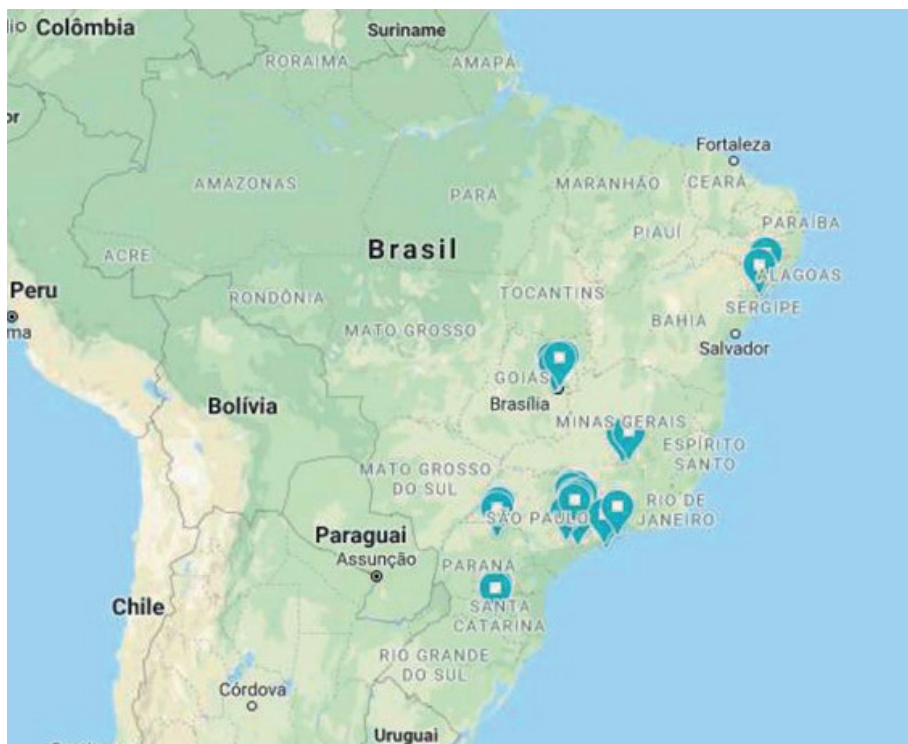 Colômbia
Suriname
RORAIMA
AMAPÁ
Fortaleza
AMAZONAS
PARÁ
MARANHÃO
CEARÁ
PARAÍBA
PIAUÍ
Brasil
ACRE
ALAGOAS
Peru
RONDÔNIA
TOCANTINS
SERGIPE
BAHIA
MATO GROSSO
Salvador
GOIÁS
Brasília
Bolívia
MINAS GERAIS
ESPÍRITO
SANTO
MATO GROSSO
DO SUL
RIO DE
JANEIRO
SÃO PAULO
Paraguai
Assunção
PARANÁ
Chile
SANTA
CATARINA
RIO GRANDE
DO SUL
Córdova
Uruguai